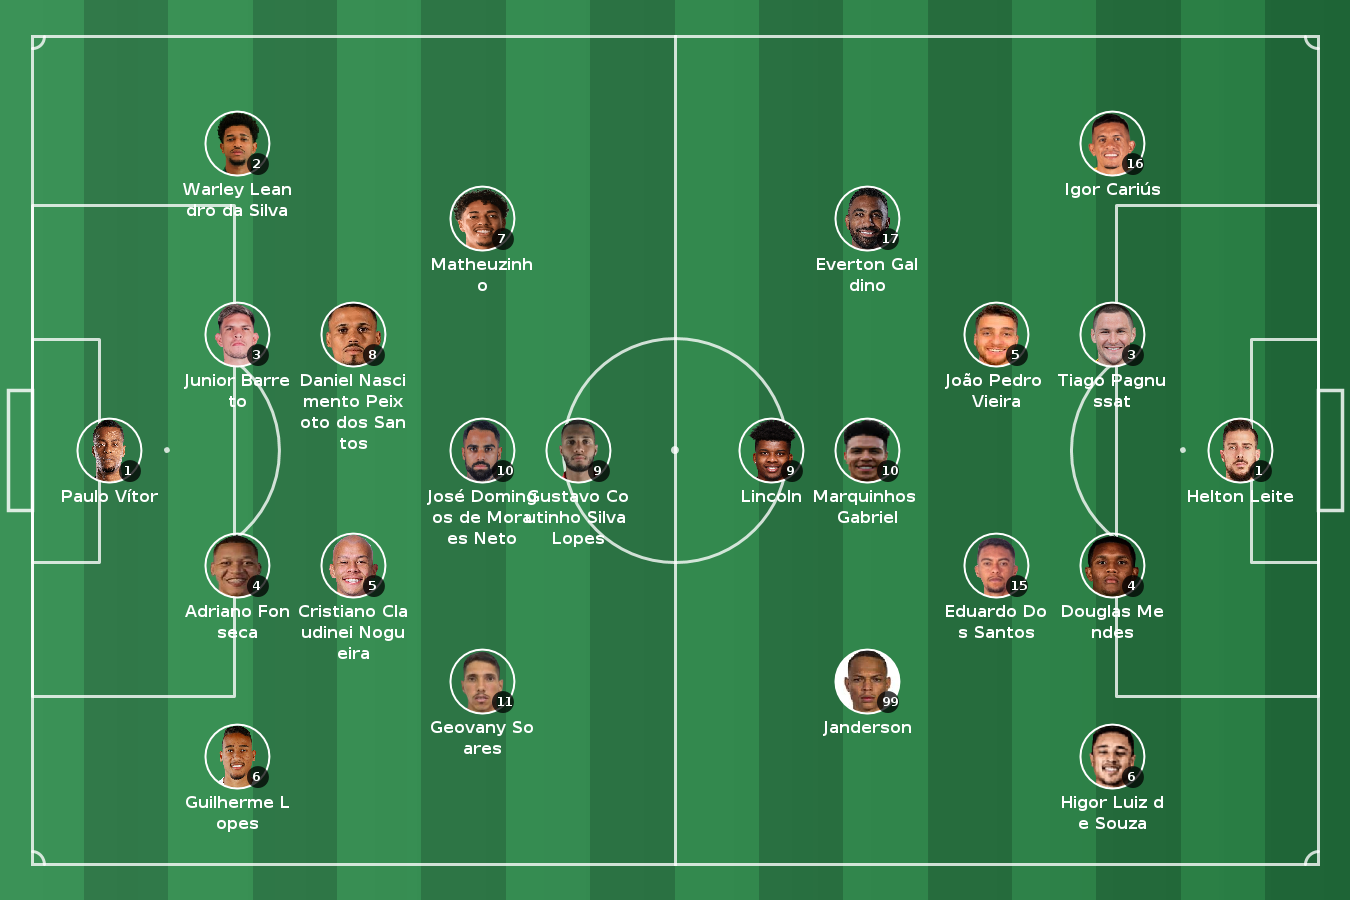 2
Warley Lean
dro da Silva
16
Igor Cariús
7
Matheuzinh
o
17
Everton Gal
dino
3
Junior Barre
to
8
Daniel Nasci
mento Peix
oto dos San
tos
5
João Pedro
Vieira
3
Tiago Pagnu
ssat
1
Paulo Vítor
10
José Doming
os de Mora
es Neto
9
Gustavo Co
utinho Silva
Lopes
9
Lincoln
10
Marquinhos
Gabriel
1
Helton Leite
4
Adriano Fon
seca
5
Cristiano Cla
udinei Nogu
eira
15
Eduardo Do
s Santos
4
Douglas Me
ndes
11
Geovany So
ares
99
Janderson
6
Guilherme L
opes
6
Higor Luiz d
e Souza